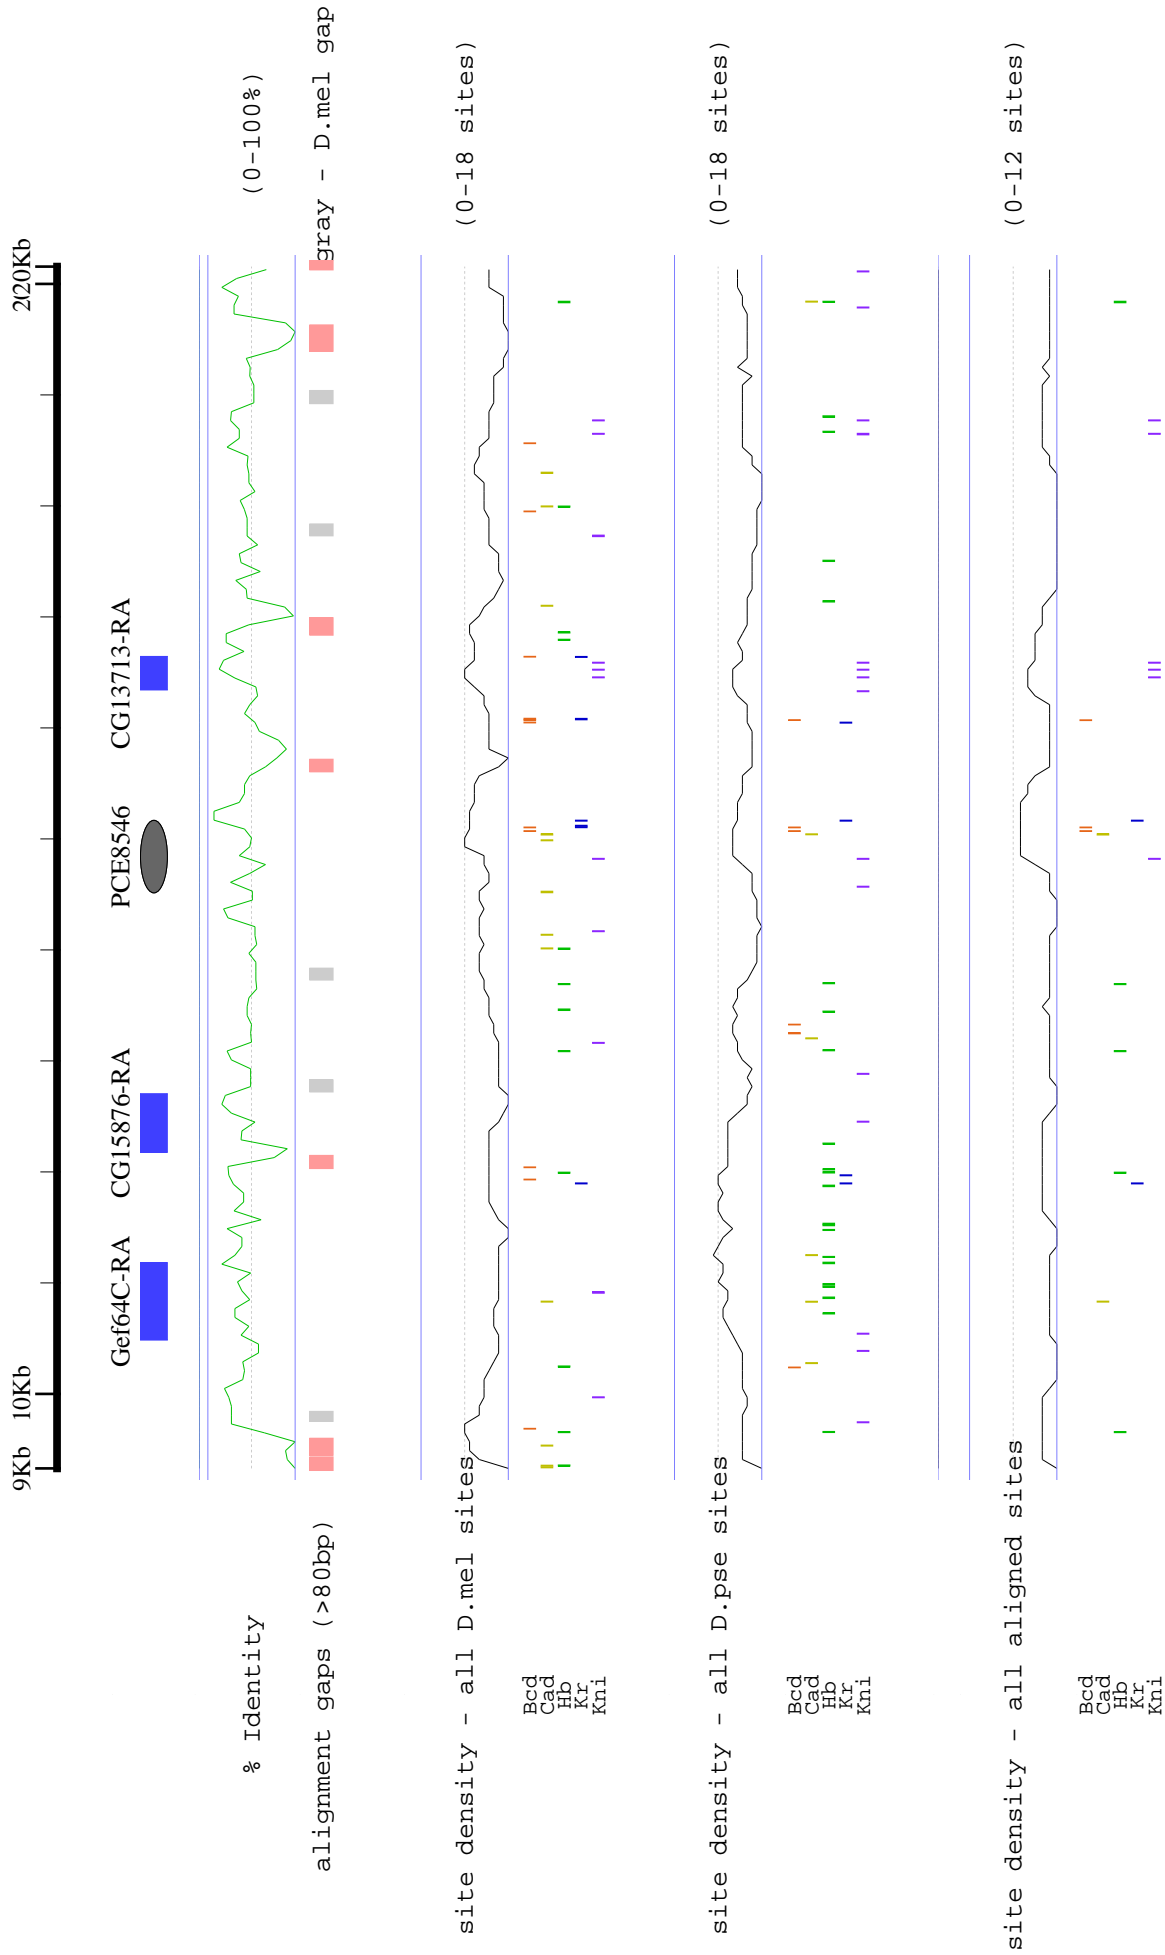 9Kb 10Kb 20Kb
Gef64C-RA CG15876-RA PCE8546 CG13713-RA
% Identity (0-100%)
alignment gaps (>80bp) gray - D.mel gap
site density - all D.mel sites (0-18 sites)
Bcd
Cad
Hb
Kr
Kni
site density - all D.pse sites (0-18 sites)
Bcd
Cad
Hb
Kr
Kni
site density - all aligned sites (0-12 sites)
Bcd
Cad
Hb
Kr
Kni